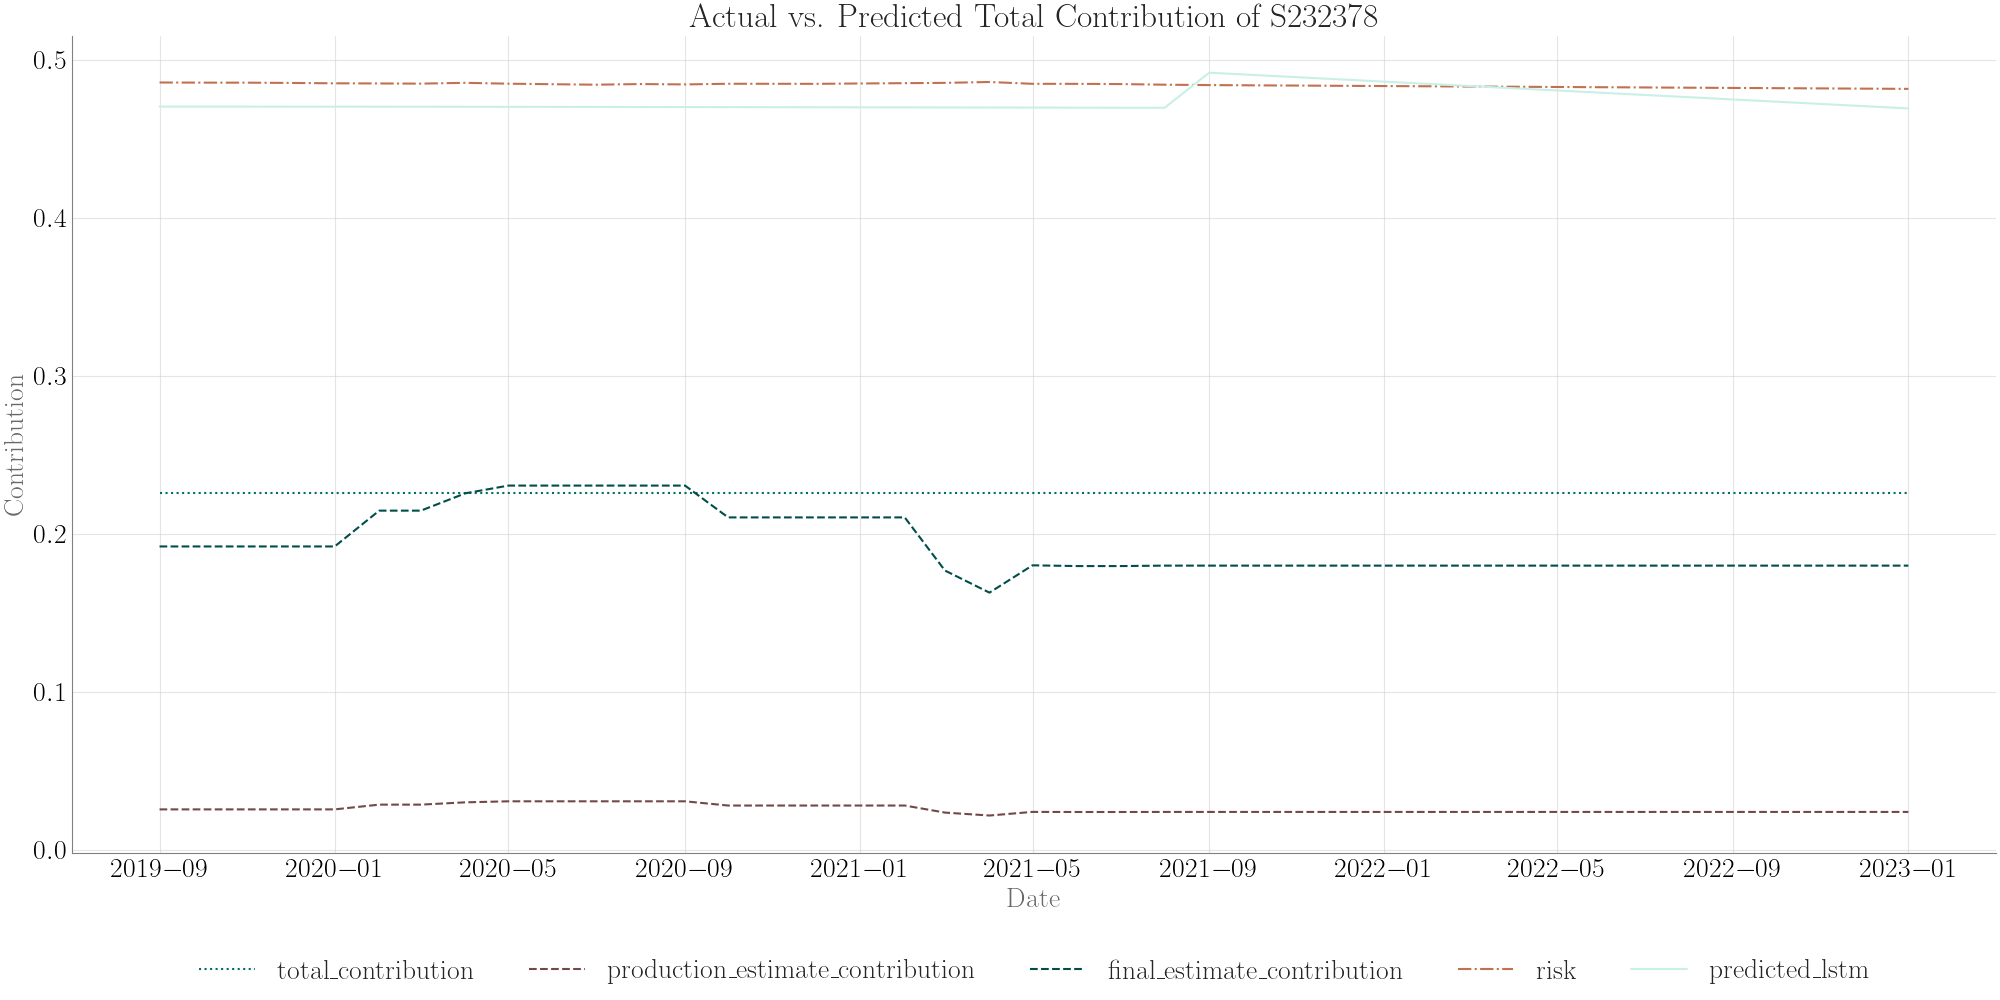 Actual vs. Predicted Total Contribution of S232378
0.5
0.4
0.3
0.2
0.1
0.0
Contribution
2019−09 2020−01 2020−05 2020−09 2021−01 2021−05 2021−09 2022−01 2022−05 2022−09 2023−01
Date
total_contribution production_estimate_contribution final_estimate_contribution risk predicted_lstm